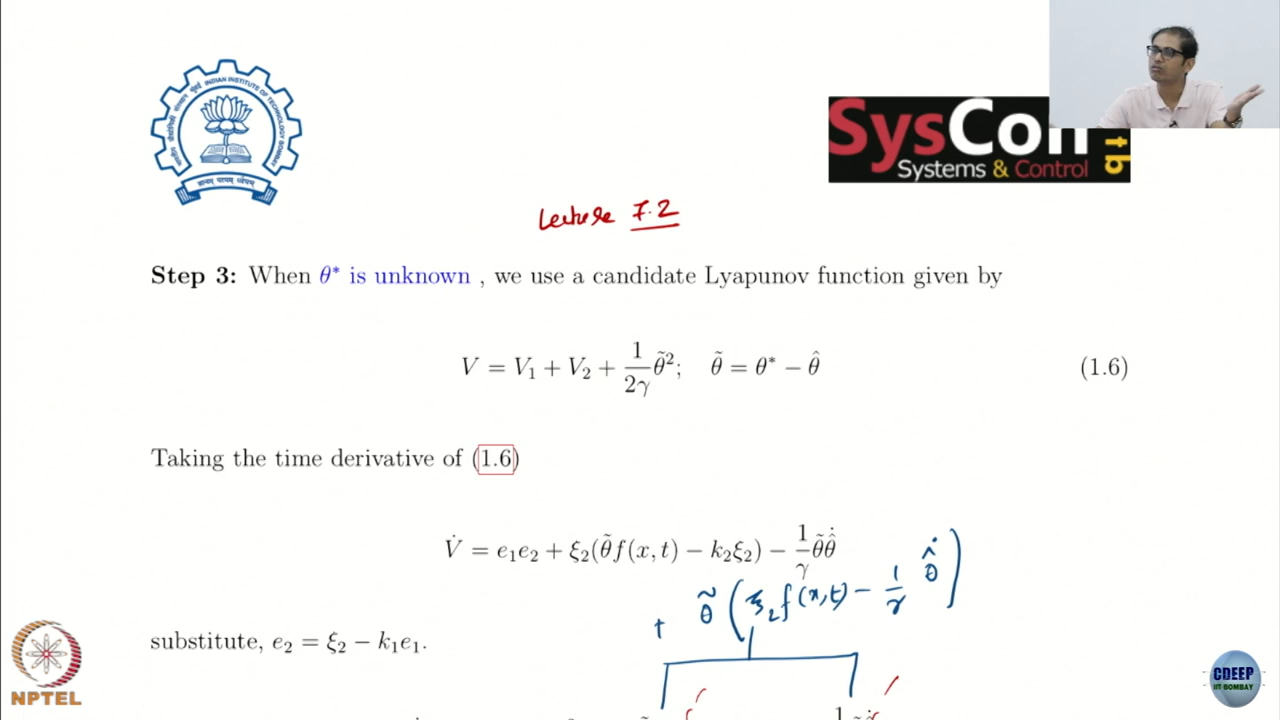 SysCon
Systems & Control
Lecture 7.2
Step 3: When θ* is unknown , we use a candidate Lyapunov function given by
V = V₁ + V₂ + 1/2γ θ̃²; θ̃ = θ* − θ̂ (1.6)
Taking the time derivative of (1.6)
V̇ = e₁e₂ + ξ₂(θ̃f(x, t) − k₂ξ₂) − 1/γ θ̃θ̂̇
+ θ̃ (ξ₂f(x,t) − 1/γ θ̂̇)
substitute, e₂ = ξ₂ − k₁e₁.
NPTEL
CDEEP
IIT BOMBAY